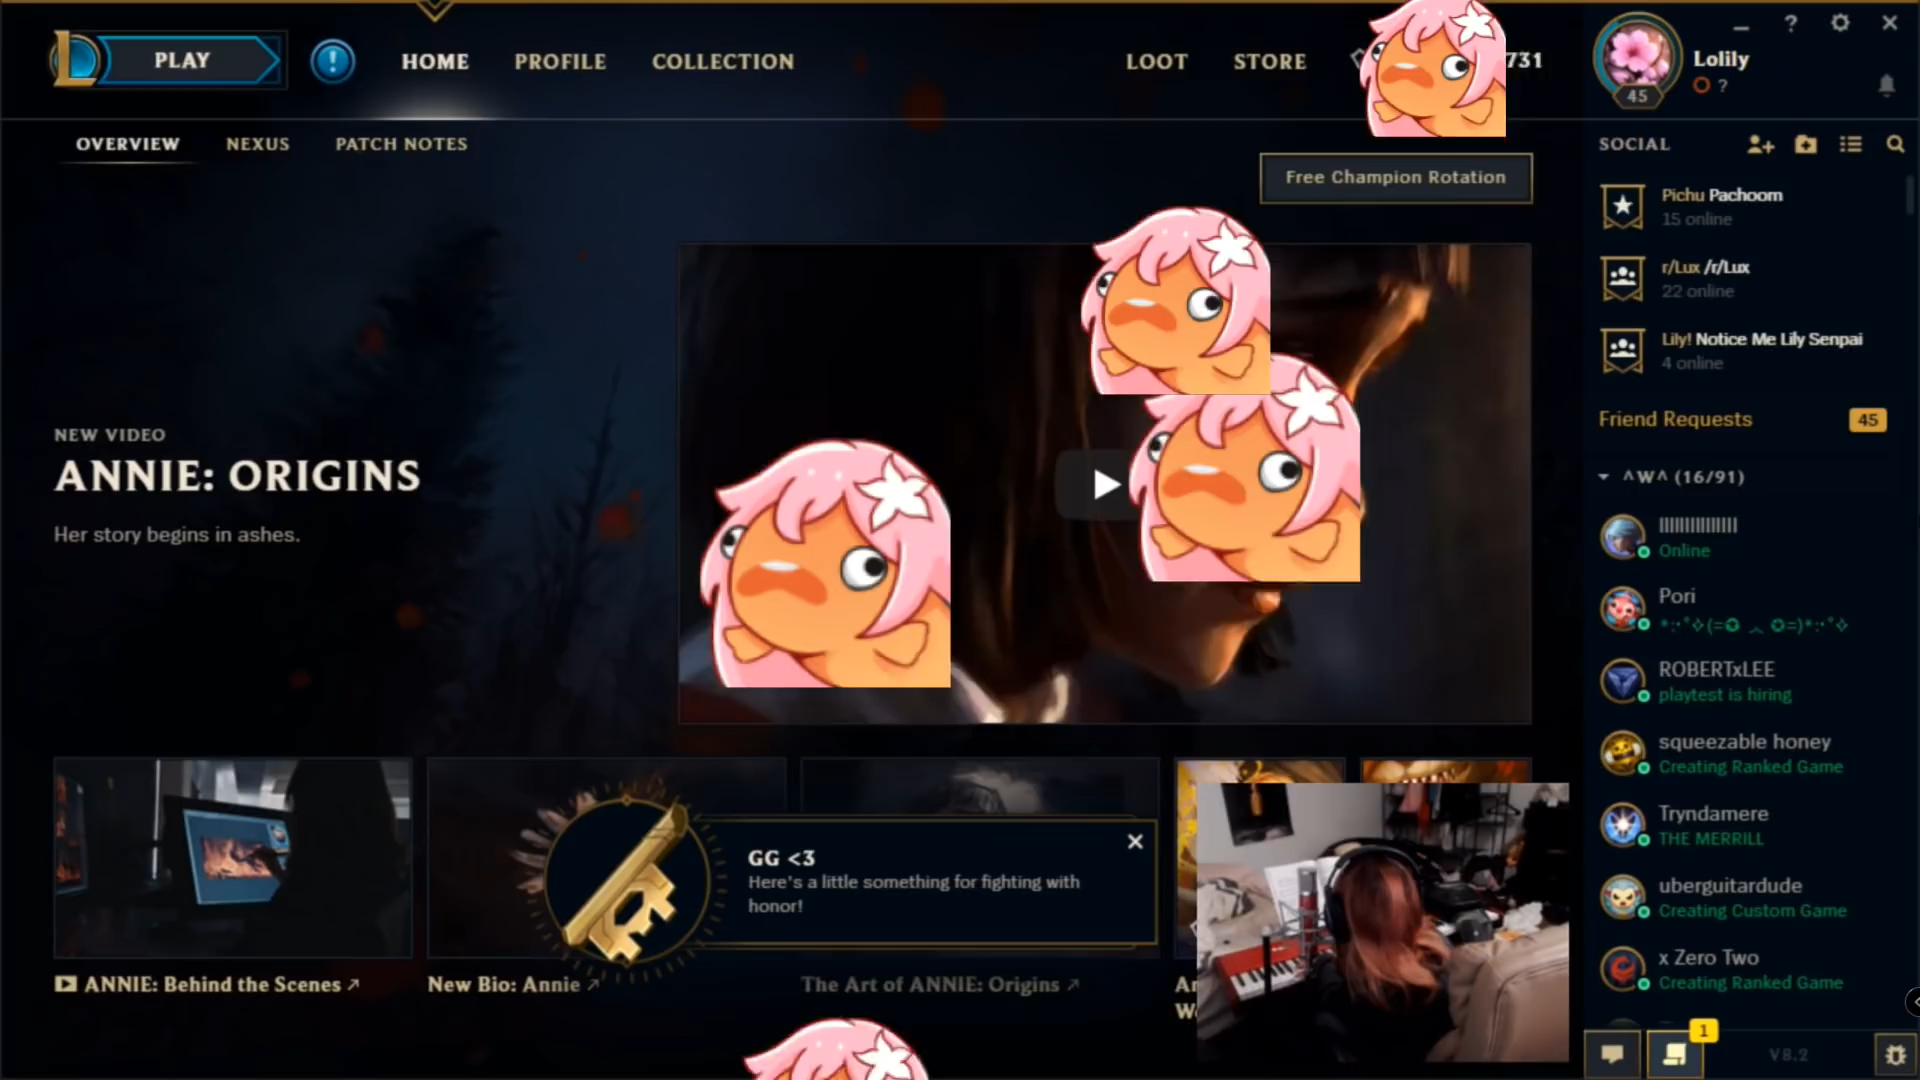 PLAY
HOME
PROFILE
COLLECTION
LOOT
STORE
731
Lolily
?
45
OVERVIEW
NEXUS
PATCH NOTES
SOCIAL
Free Champion Rotation
Pichu Pachoom
15 online
r/Lux /r/Lux
22 online
Lily! Notice Me Lily Senpai
4 online
Friend Requests
45
^W^ (16/91)
Online
Pori
ROBERTxLEE
playtest is hiring
squeezable honey
Creating Ranked Game
Tryndamere
THE MERRILL
uberguitardude
Creating Custom Game
x Zero Two
Creating Ranked Game
NEW VIDEO
ANNIE: ORIGINS
Her story begins in ashes.
GG <3
Here's a little something for fighting with
honor!
ANNIE: Behind the Scenes
New Bio: Annie
The Art of ANNIE: Origins
1
V8.2